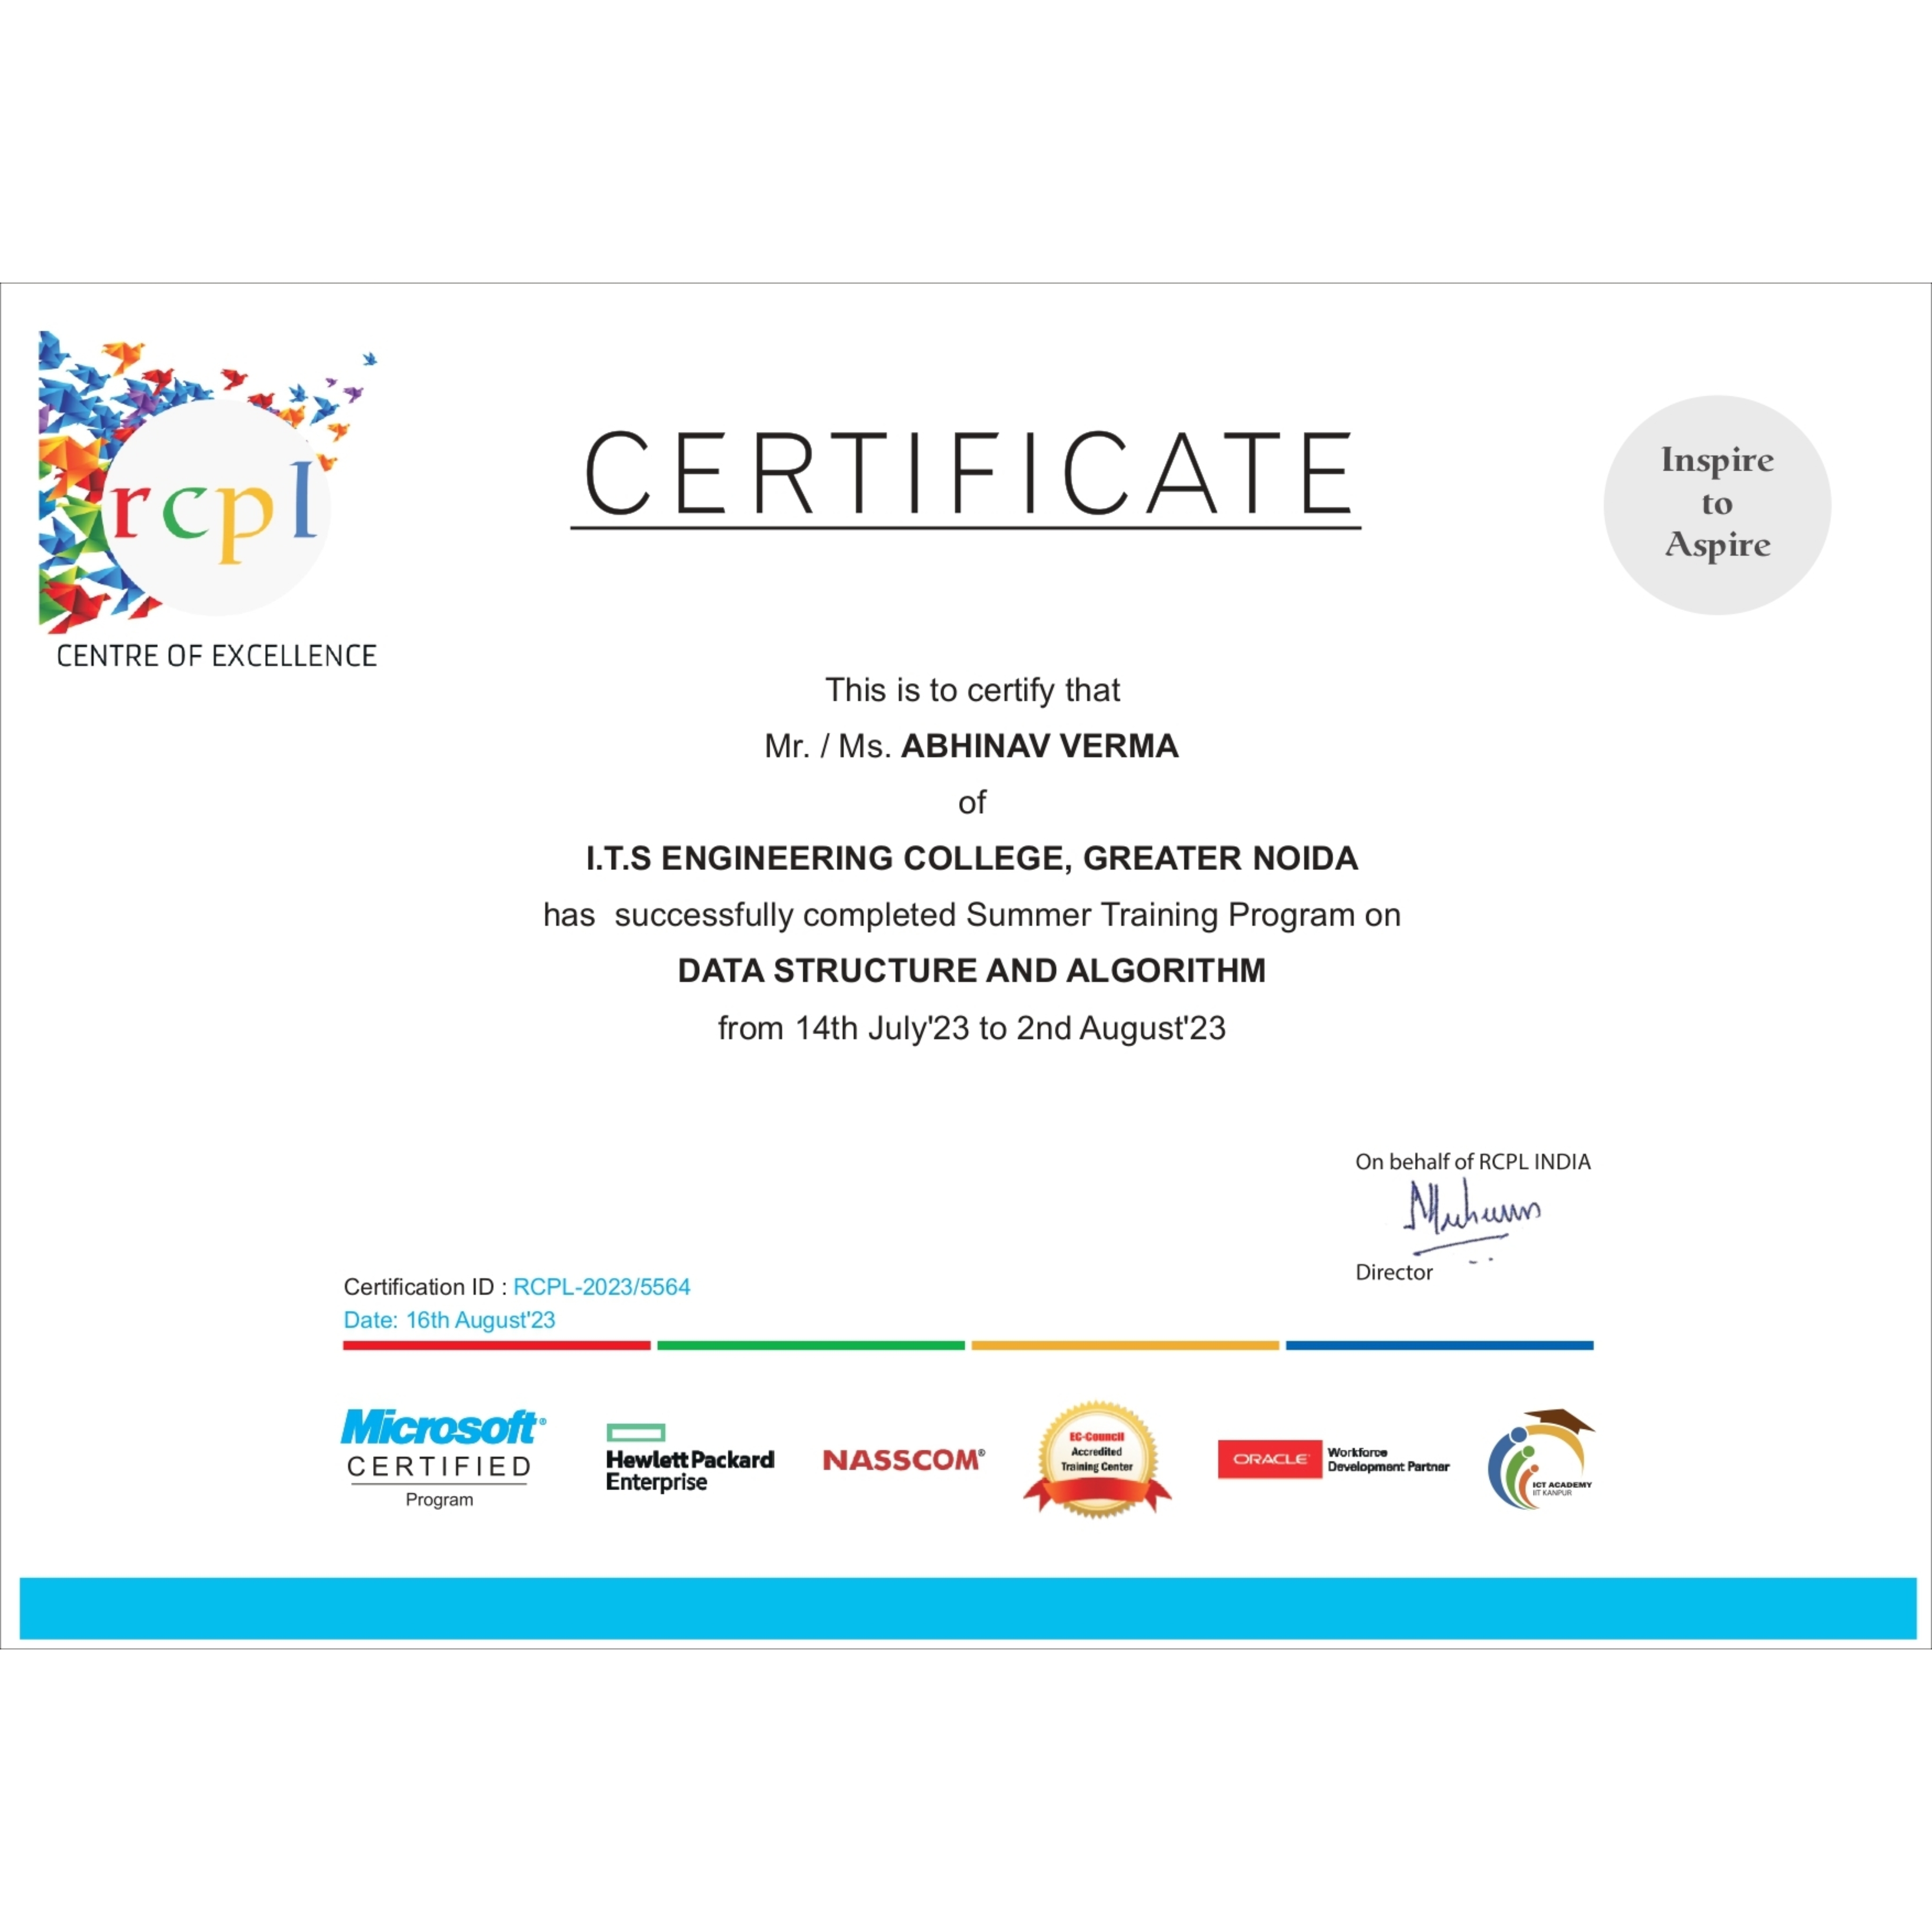 rcpl
CENTRE OF EXCELLENCE
CERTIFICATE
Inspire
to
Aspire
This is to certify that
Mr. / Ms. ABHINAV VERMA
of
I.T.S ENGINEERING COLLEGE, GREATER NOIDA
has successfully completed Summer Training Program on
DATA STRUCTURE AND ALGORITHM
from 14th July'23 to 2nd August'23
On behalf of RCPL INDIA
Director
Certification ID : RCPL-2023/5564
Date: 16th August'23
Microsoft®
CERTIFIED
Program
Hewlett Packard
Enterprise
NASSCOM®
EC-Council
Accredited
Training Center
ORACLE®
Workforce
Development Partner
ICT ACADEMY
IIT KANPUR